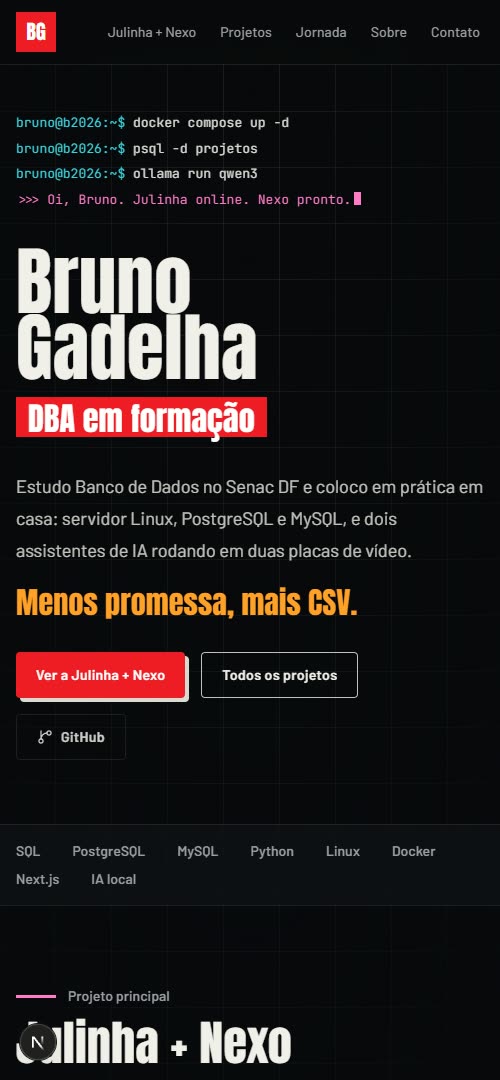 BG
Julinha + Nexo Projetos Jornada Sobre Contato
bruno@b2026:~$ docker compose up -d
bruno@b2026:~$ psql -d projetos
bruno@b2026:~$ ollama run qwen3
>>> Oi, Bruno. Julinha online. Nexo pronto.
Bruno
Gadelha
DBA em formação
Estudo Banco de Dados no Senac DF e coloco em prática em
casa: servidor Linux, PostgreSQL e MySQL, e dois
assistentes de IA rodando em duas placas de vídeo.
Menos promessa, mais CSV.
Ver a Julinha + Nexo Todos os projetos
GitHub
SQL PostgreSQL MySQL Python Linux Docker
Next.js IA local
Projeto principal
Julinha + Nexo
N